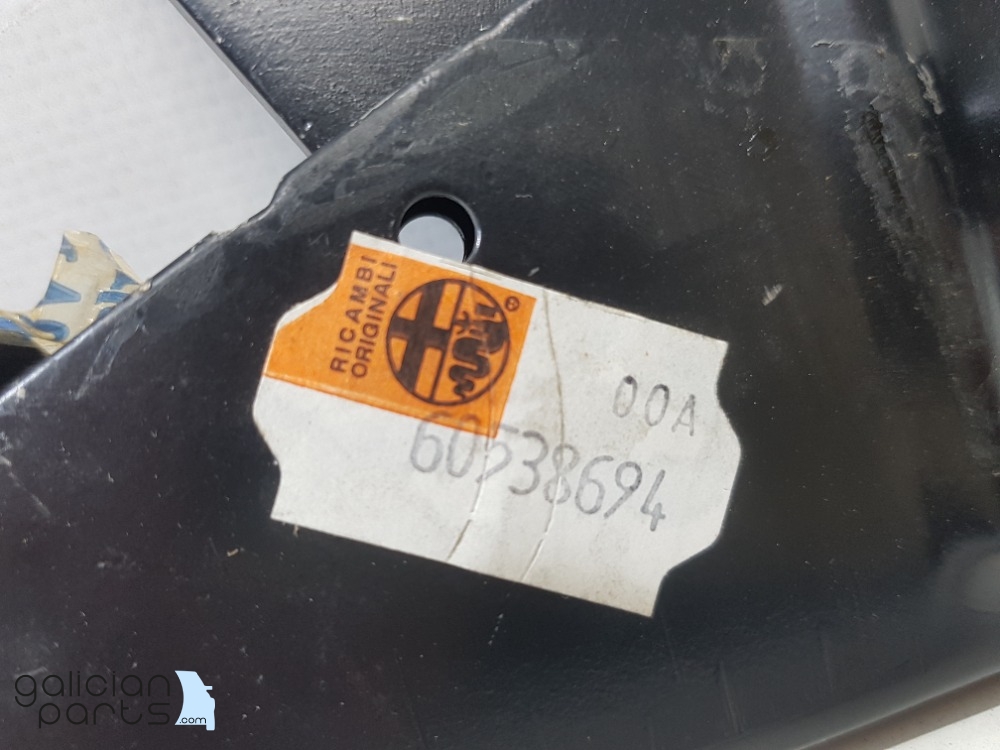 RICAMBI
ORIGINALI
00A
60538694
galician
parts.com